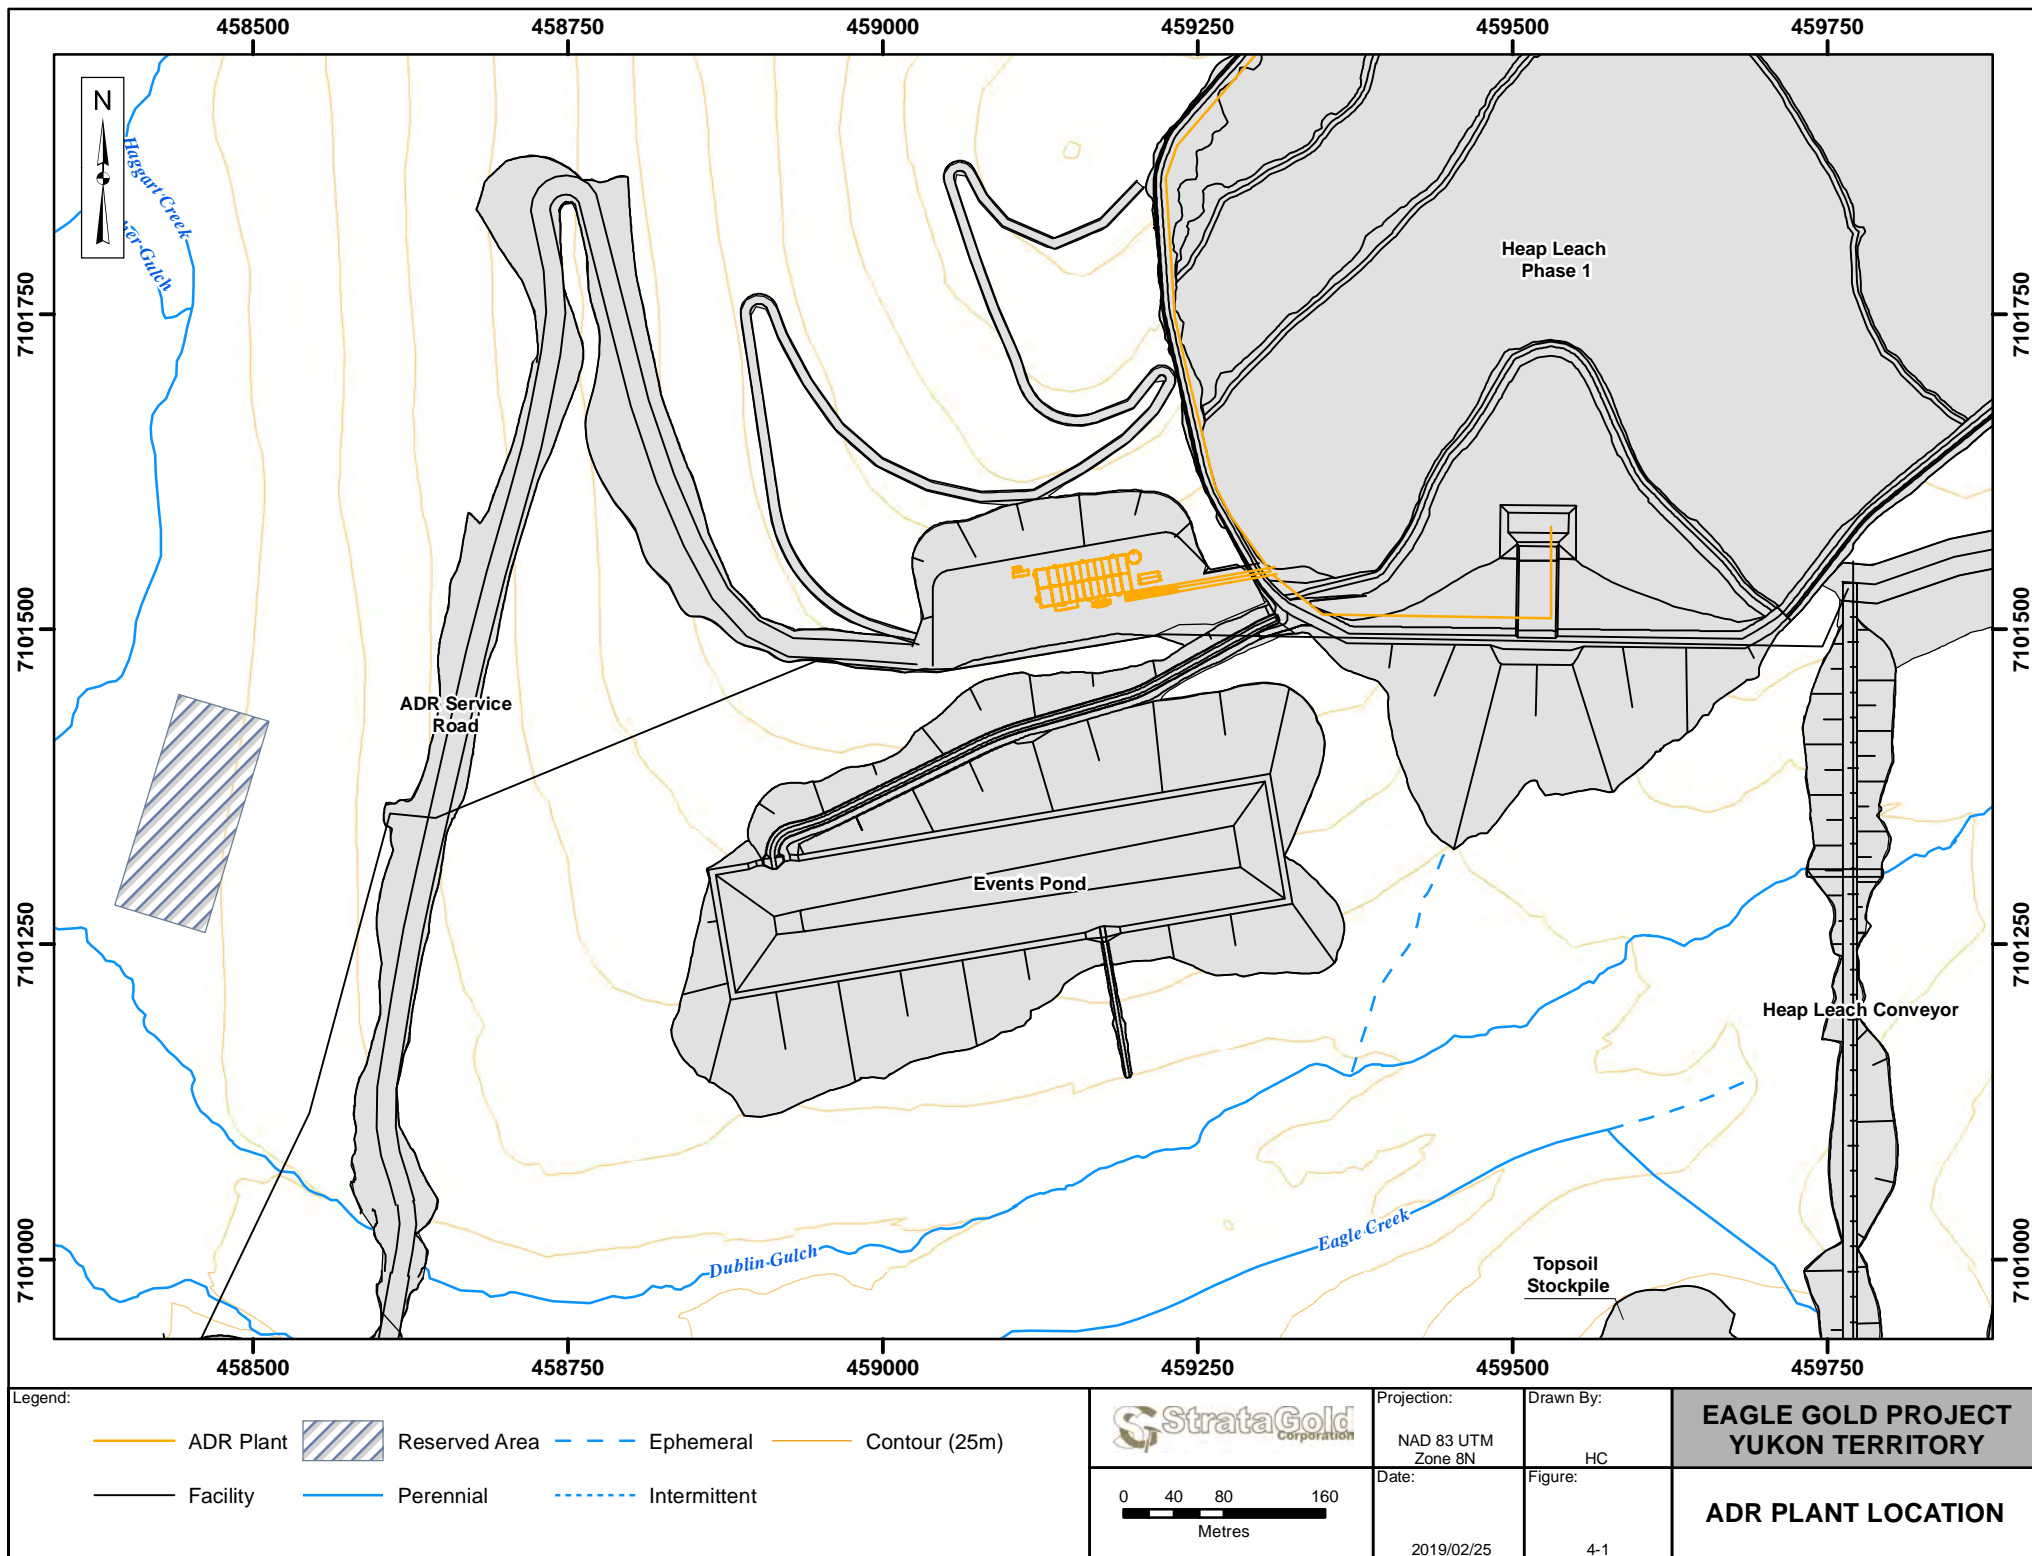 458500 458750 459000 459250 459500 459750
N
Haggart Creek
Gulch
Heap Leach
Phase 1
7101750
7101750
7101500
7101500
ADR Service
Road
Events Pond
7101250
7101250
Heap Leach Conveyor
Eagle Creek
Dublin Gulch
Topsoil
Stockpile
7101000
7101000
458500 458750 459000 459250 459500 459750
Legend:
ADR Plant Reserved Area Ephemeral Contour (25m)
Facility Perennial Intermittent
StrataGold
Corporation
0 40 80 160
Metres
Projection:
NAD 83 UTM
Zone 8N
Drawn By:
HC
Date:
2019/02/25
Figure:
4-1
EAGLE GOLD PROJECT
YUKON TERRITORY
ADR PLANT LOCATION